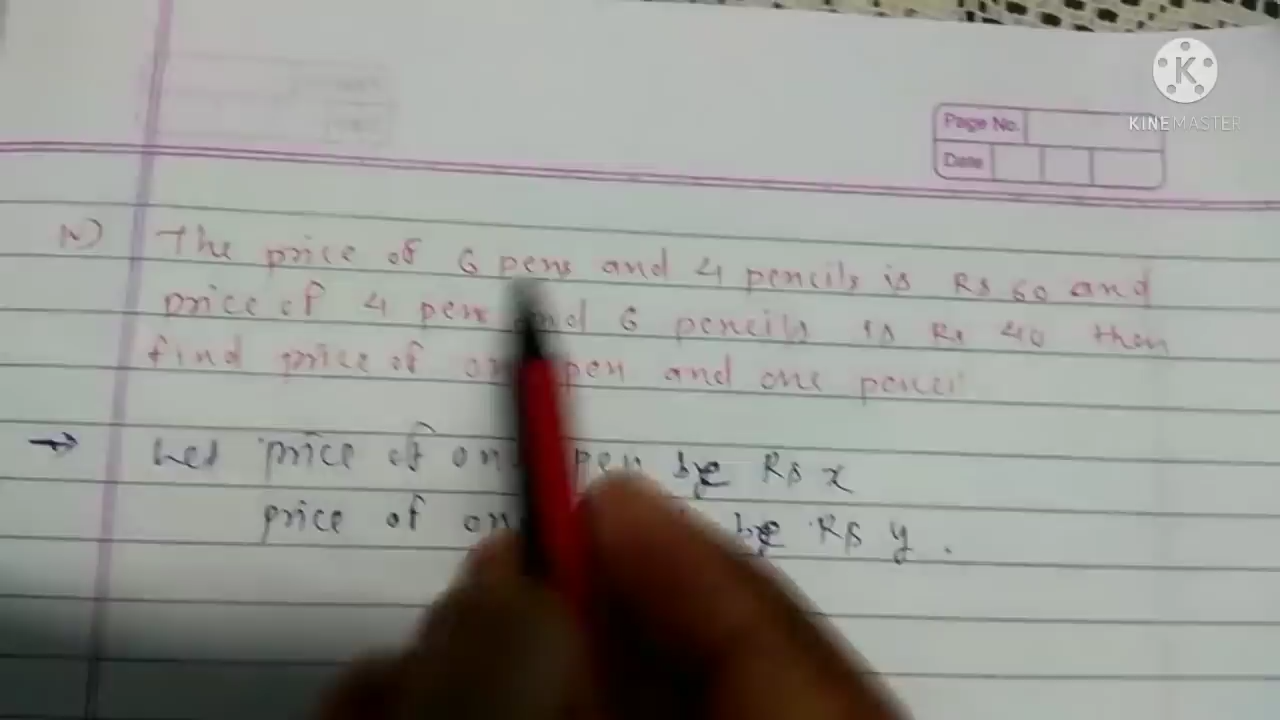 KINEMASTER
Page No.
Date
The price of 6 pens and 4 pencils is Rs 60 and
price of 4 pens and 6 pencils is Rs 40 then
find price of pen and one pencil
Let price of pen be Rs x
price of be Rs y .